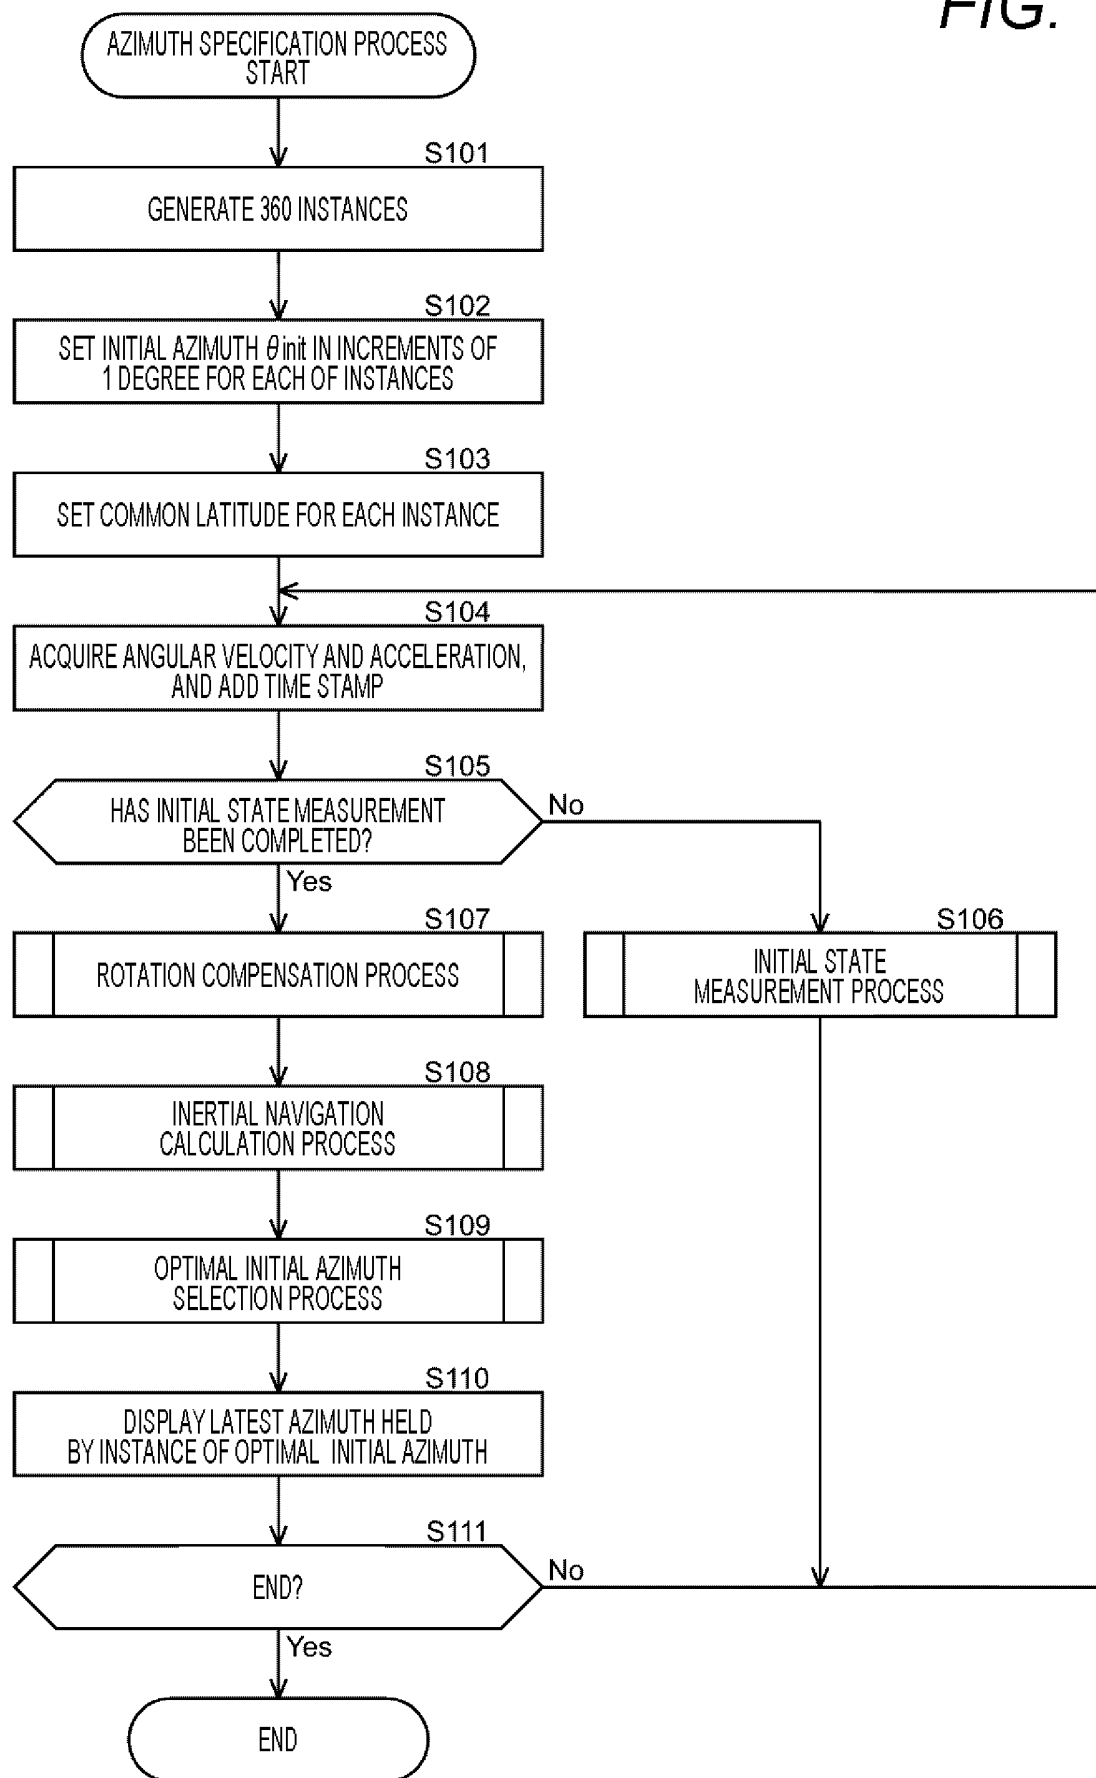 FIG.
AZIMUTH SPECIFICATION PROCESS
START
S101
GENERATE 360 INSTANCES
S102
SET INITIAL AZIMUTH θinit IN INCREMENTS OF
1 DEGREE FOR EACH OF INSTANCES
S103
SET COMMON LATITUDE FOR EACH INSTANCE
S104
ACQUIRE ANGULAR VELOCITY AND ACCELERATION,
AND ADD TIME STAMP
S105
HAS INITIAL STATE MEASUREMENT
BEEN COMPLETED?
No
Yes
S107
ROTATION COMPENSATION PROCESS
S106
INITIAL STATE
MEASUREMENT PROCESS
S108
INERTIAL NAVIGATION
CALCULATION PROCESS
S109
OPTIMAL INITIAL AZIMUTH
SELECTION PROCESS
S110
DISPLAY LATEST AZIMUTH HELD
BY INSTANCE OF OPTIMAL INITIAL AZIMUTH
S111
END?
No
Yes
END